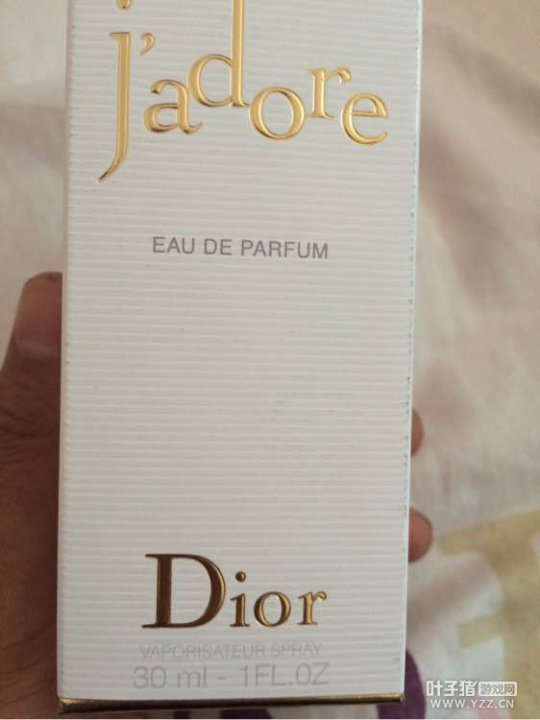 j'adore
EAU DE PARFUM
Dior
VAPORISATEUR SPRAY
30 ml - 1FL.OZ
叶子猪游戏网
WWW.YZZ.CN